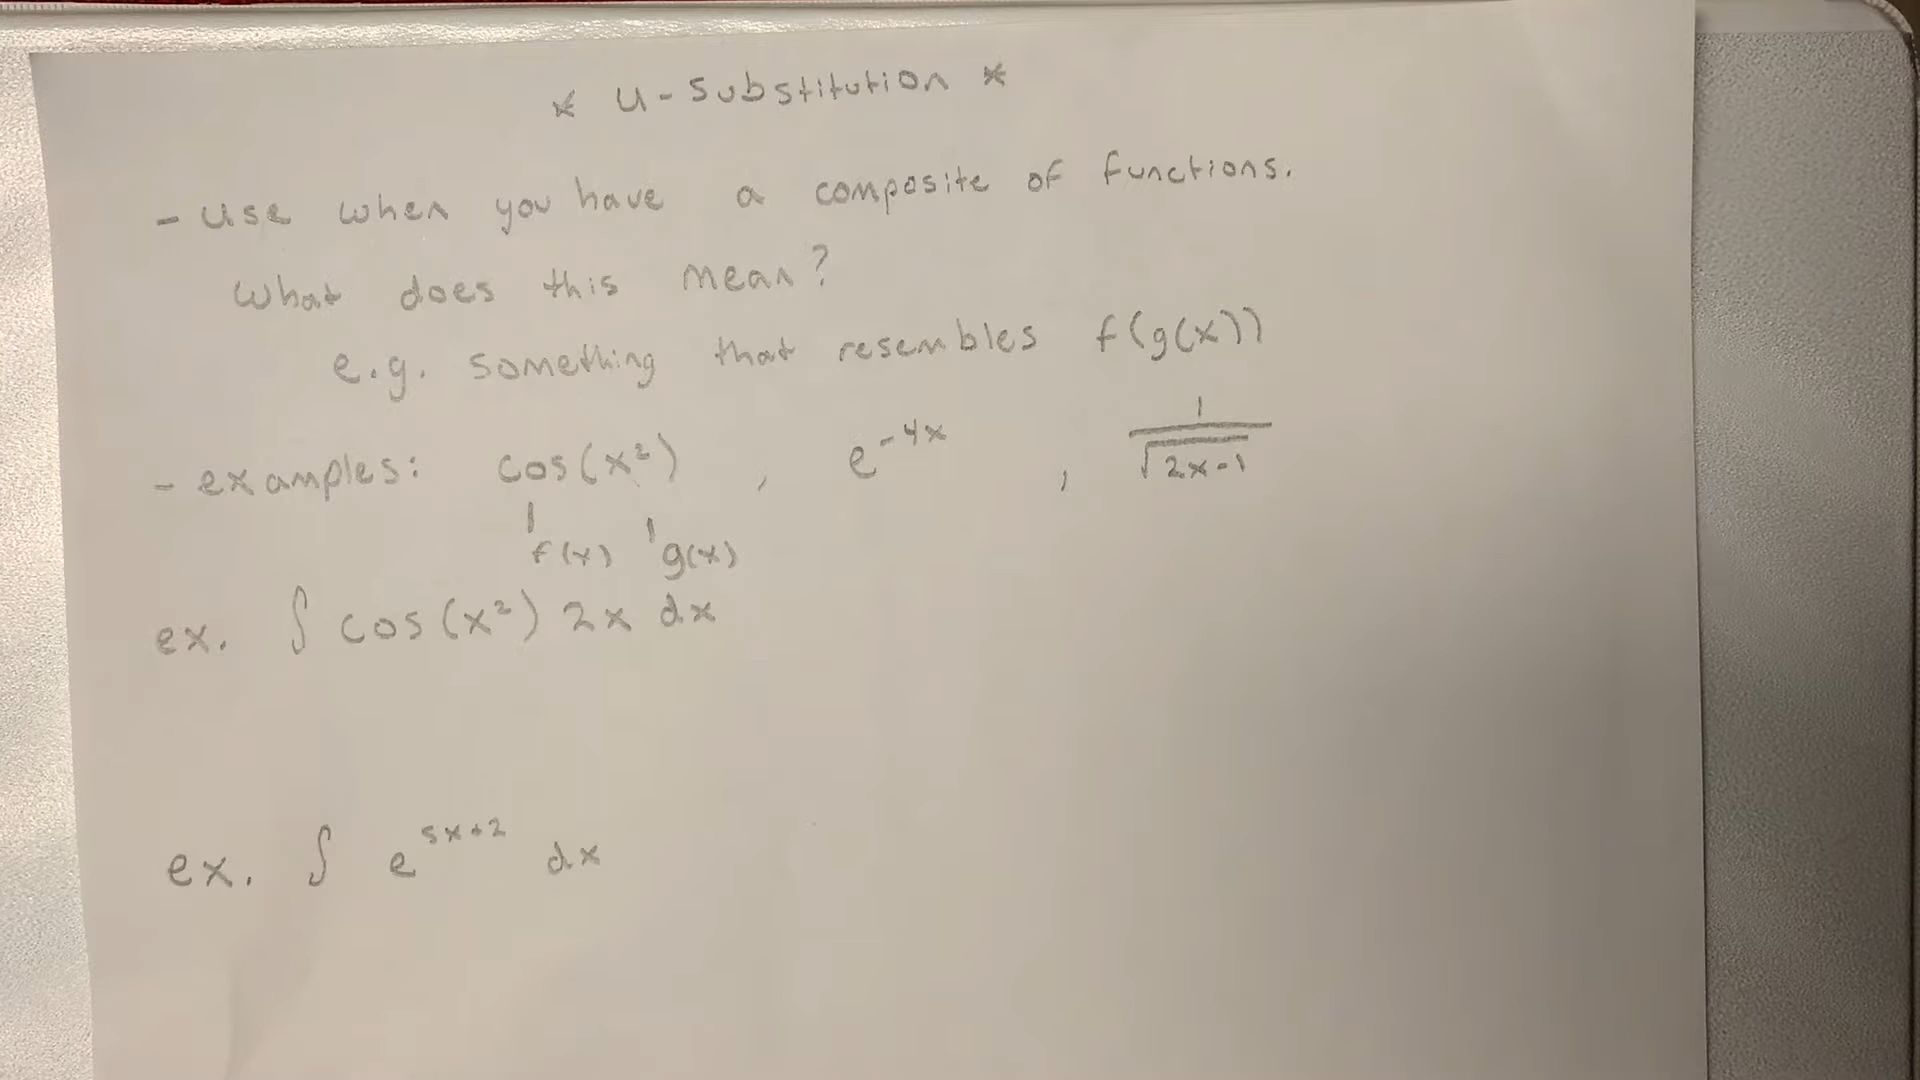 * u-substitution *
- use when you have a composite of functions.
what does this mean?
e.g. something that resembles f(g(x))
- examples: cos(x²) , e^{-4x} , 1/√(2x-1)
f(x) g(x)
ex. ∫ cos(x²) 2x dx
ex. ∫ e^{5x+2} dx